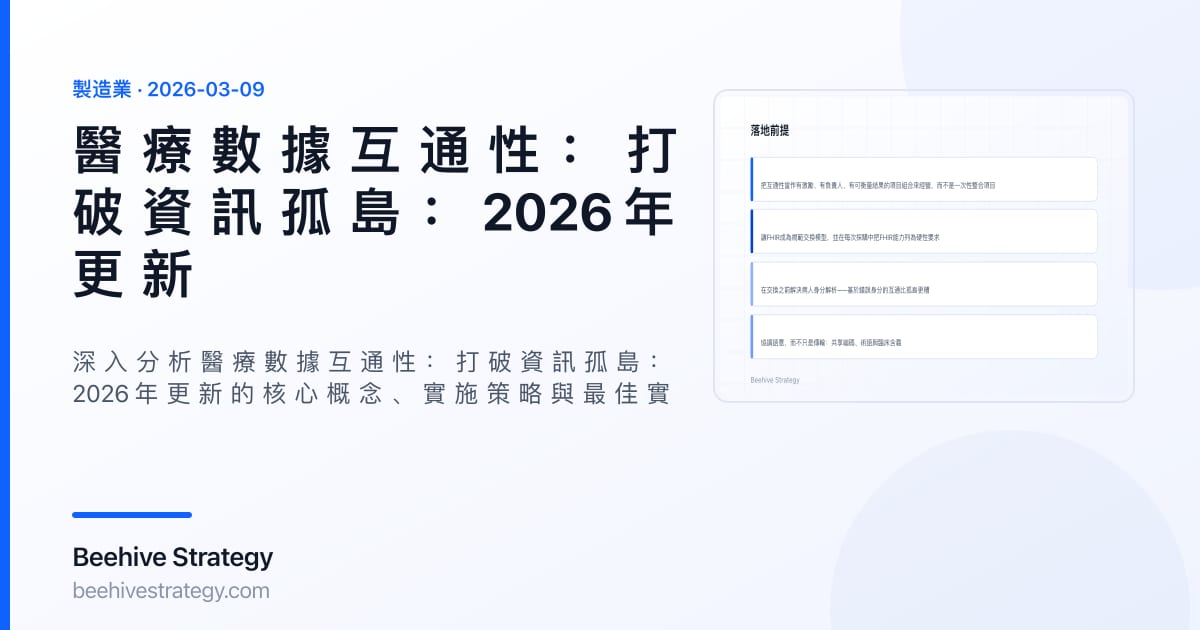 製造業 · 2026-03-09
醫療數據互通性：打
破資訊孤島：2026年
更新
深入分析醫療數據互通性：打破資訊孤島：
2026年更新的核心概念、實施策略與最佳實
Beehive Strategy
beehivestrategy.com
落地前提
把互通性當作有激勵、有負責人、有可衡量結果的項目組合來經營，而不是一次性整合項目
讓FHIR成為規範交換模型，並在每次採購中把FHIR能力列為硬性要求
在交換之前解決病人身分解析——基於錯誤身分的互通比孤島更糟
協調語意，而不只是傳輸：共享編碼、術語與臨床含義
Beehive Strategy